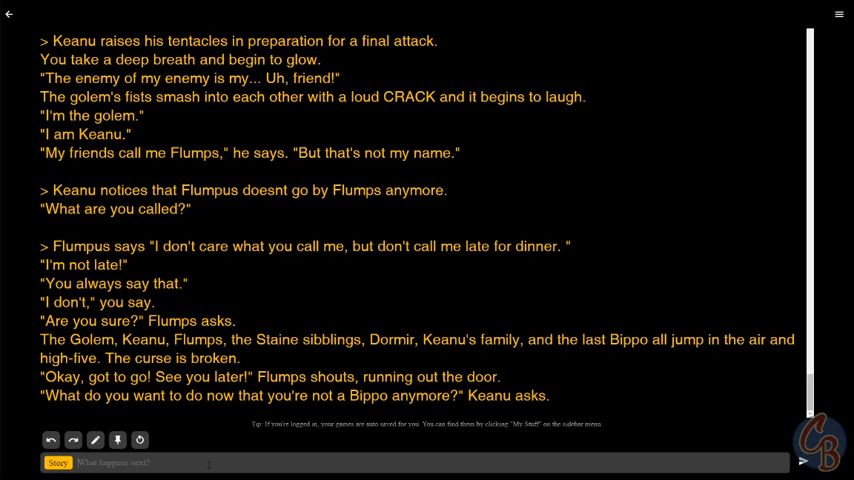 > Keanu raises his tentacles in preparation for a final attack.
You take a deep breath and begin to glow.
"The enemy of my enemy is my... Uh, friend!"
The golem's fists smash into each other with a loud CRACK and it begins to laugh.
"I'm the golem."
"I am Keanu."
"My friends call me Flumps," he says. "But that's not my name."
> Keanu notices that Flumpus doesnt go by Flumps anymore.
"What are you called?"
> Flumpus says "I don't care what you call me, but don't call me late for dinner. "
"I'm not late!"
"You always say that."
"I don't," you say.
"Are you sure?" Flumps asks.
The Golem, Keanu, Flumps, the Staine sibblings, Dormir, Keanu's family, and the last Bippo all jump in the air and
high-five. The curse is broken.
"Okay, got to go! See you later!" Flumps shouts, running out the door.
"What do you want to do now that you're not a Bippo anymore?" Keanu asks.
Tip: If you're logged in, your games are auto saved for you. You can find them by clicking "My Stuff" on the sidebar menu.
Story What happens next?
CB